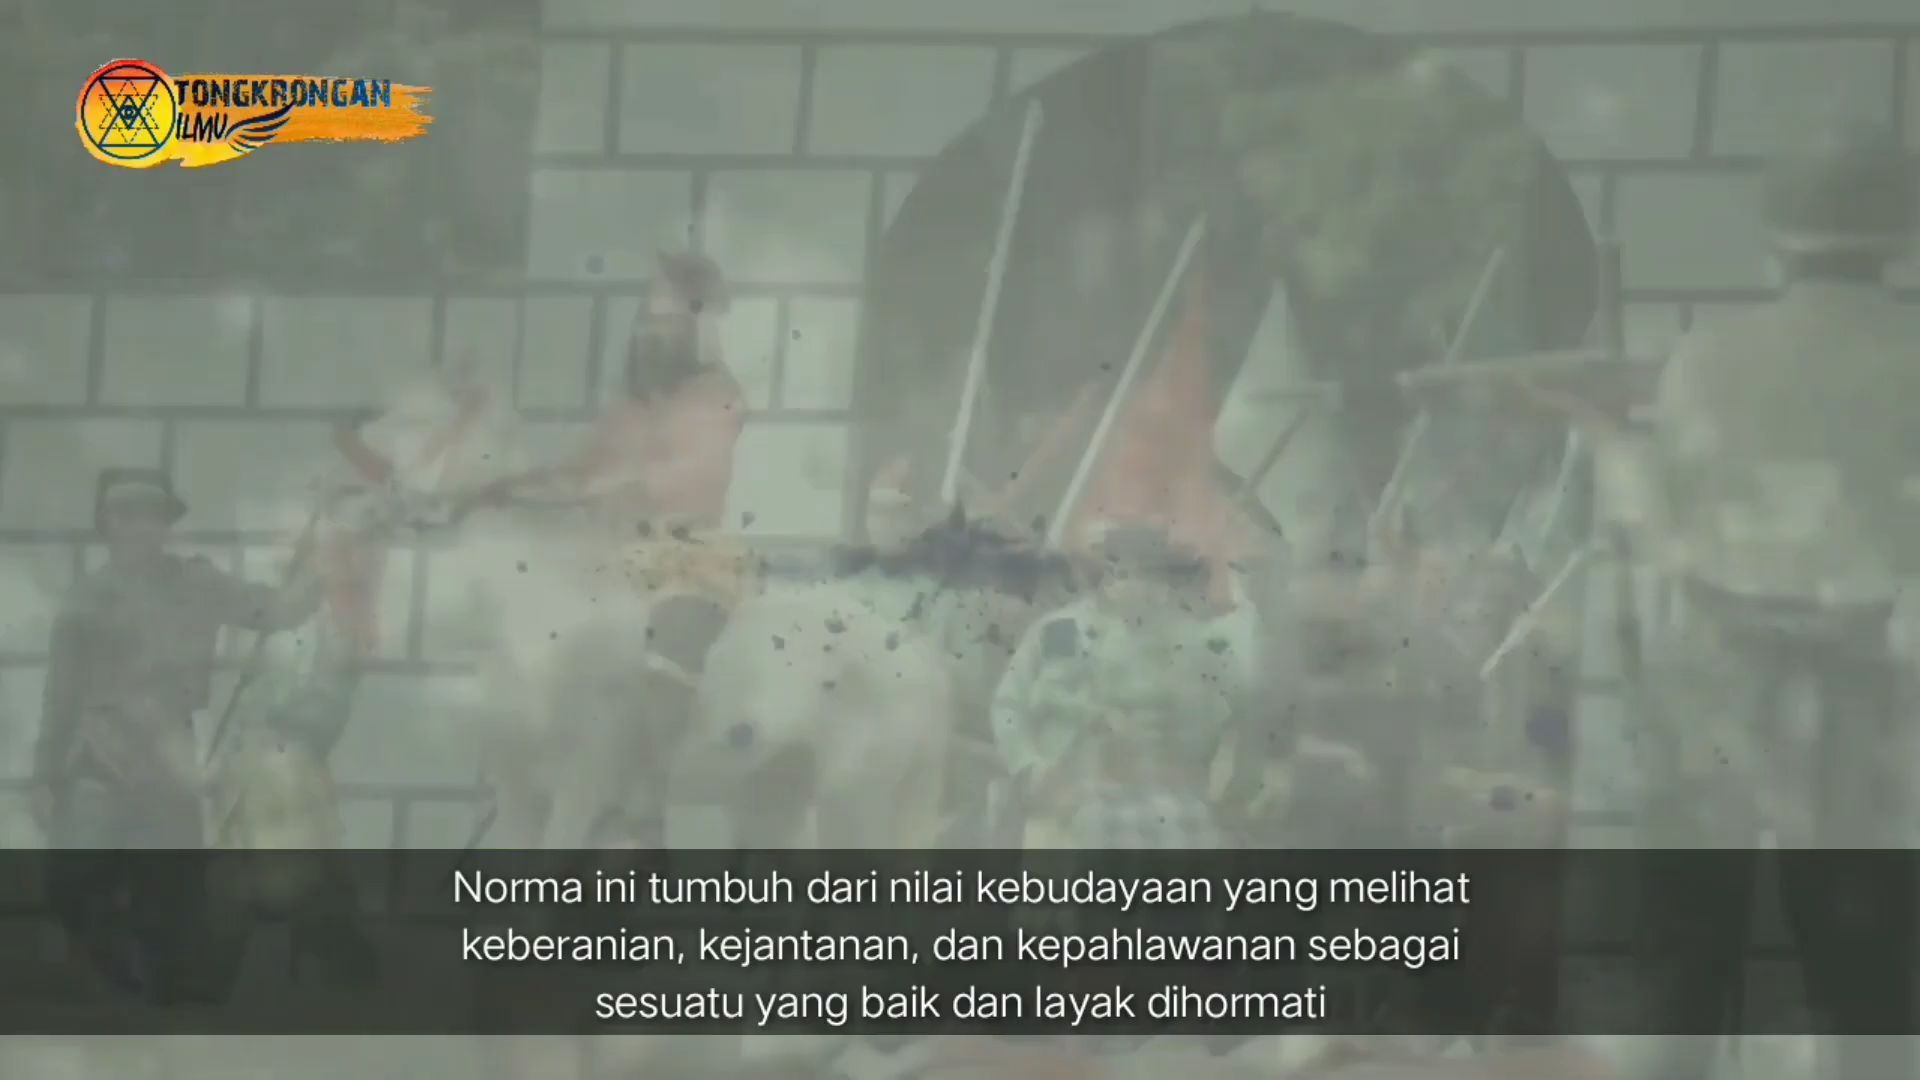 TONGKRONGAN
ILMU
Norma ini tumbuh dari nilai kebudayaan yang melihat
keberanian, kejantanan, dan kepahlawanan sebagai
sesuatu yang baik dan layak dihormati